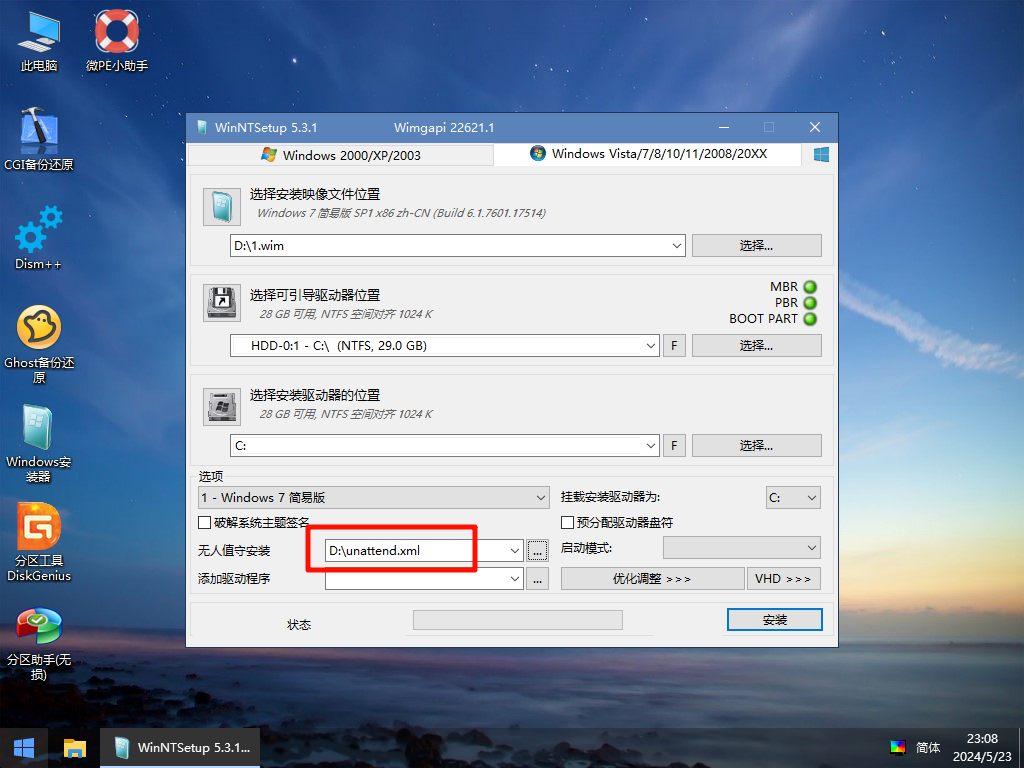 此电脑
微PE小助手
CGI备份还原
Dism++
Ghost备份还
原
Windows安
装器
分区工具
DiskGenius
分区助手(无
损)
WinNTSetup 5.3.1
Wimgapi 22621.1
Windows 2000/XP/2003
Windows Vista/7/8/10/11/2008/20XX
选择安装映像文件位置
Windows 7 简易版 SP1 x86 zh-CN (Build 6.1.7601.17514)
D:\1.wim
选择...
选择可引导驱动器位置
28 GB 可用, NTFS 空间对齐 1024 K
MBR
PBR
BOOT PART
HDD-0:1 - C:\ (NTFS, 29.0 GB)
F
选择...
选择安装驱动器的位置
28 GB 可用, NTFS 空间对齐 1024 K
C:
F
选择...
选项
1 - Windows 7 简易版
挂载安装驱动器为:
C:
破解系统主题签名
预分配驱动器盘符
无人值守安装
D:\unattend.xml
...
启动模式:
添加驱动程序
...
优化调整 >>>
VHD >>>
状态
安装
WinNTSetup 5.3.1...
简体
23:08
2024/5/23